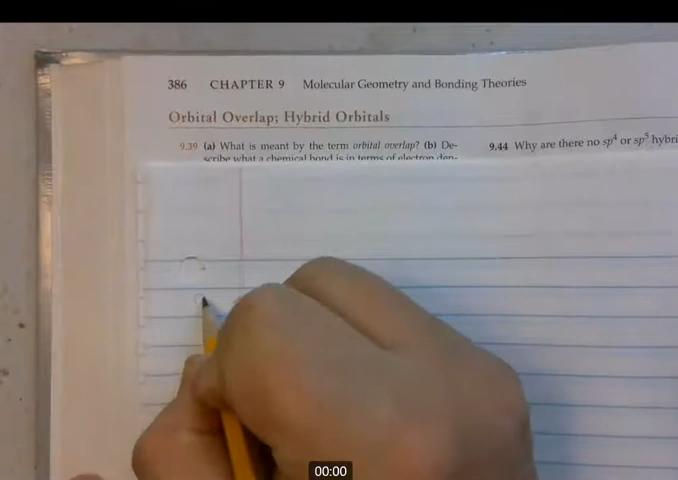 386 CHAPTER 9 Molecular Geometry and Bonding Theories
Orbital Overlap; Hybrid Orbitals
9.39 (a) What is meant by the term orbital overlap? (b) De-
scribe what a chemical bond is in terms of electron den-
9.44 Why are there no sp⁴ or sp⁵ hybri
00:00